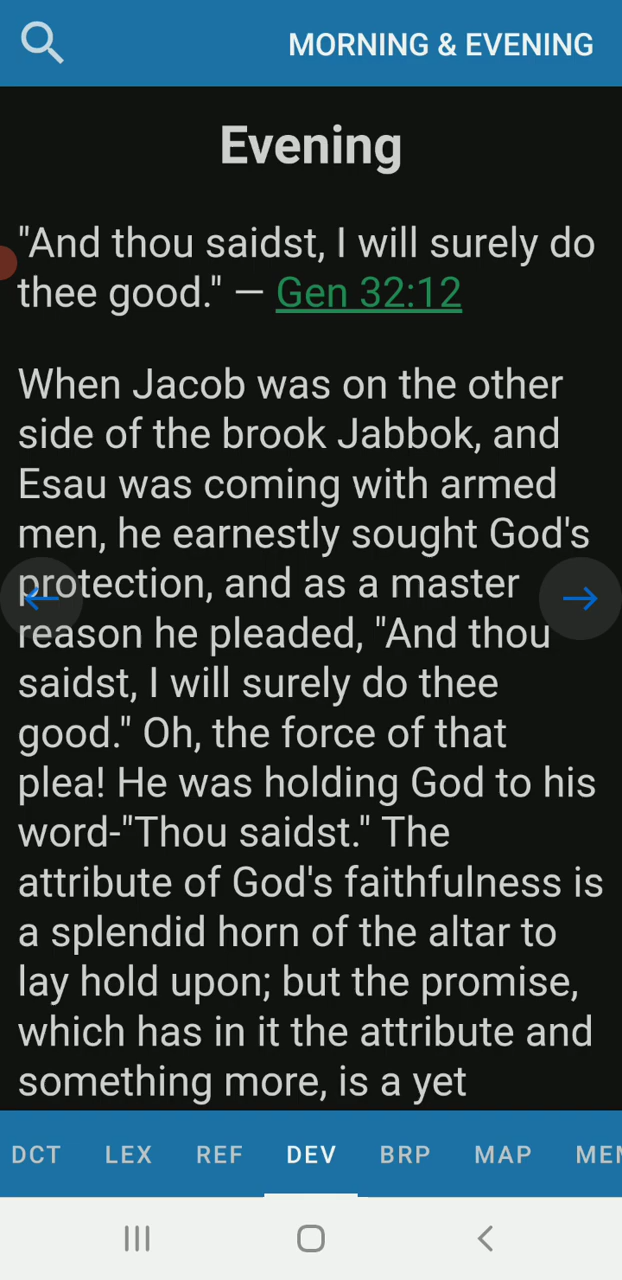 MORNING & EVENING
Evening
"And thou saidst, I will surely do
thee good." — Gen 32:12
When Jacob was on the other
side of the brook Jabbok, and
Esau was coming with armed
men, he earnestly sought God's
protection, and as a master
reason he pleaded, "And thou
saidst, I will surely do thee
good." Oh, the force of that
plea! He was holding God to his
word-"Thou saidst." The
attribute of God's faithfulness is
a splendid horn of the altar to
lay hold upon; but the promise,
which has in it the attribute and
something more, is a yet
DCT LEX REF DEV BRP MAP MEM